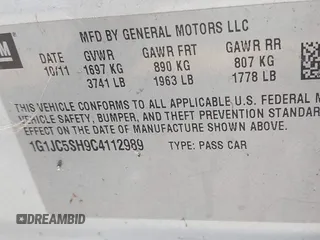 GM
MFD BY GENERAL MOTORS LLC
DATE GVWR GAWR FRT GAWR RR
10/11 1697 KG 890 KG 807 KG
3741 LB 1963 LB 1778 LB
THIS VEHICLE CONFORMS TO ALL APPLICABLE U.S. FEDERAL M
VEHICLE SAFETY, BUMPER, AND THEFT PREVENTION STANDARD
EFFECT ON THE DATE OF MANUFACTURE SHOWN ABOVE.
1G1JC5SH9C4112989 TYPE: PASS CAR
DREAMBID